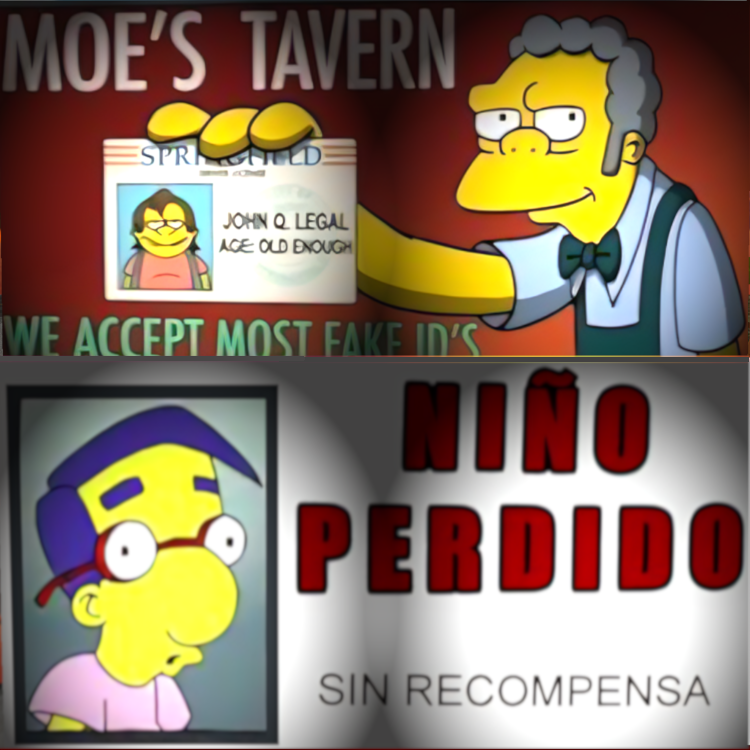 MOE'S TAVERN
SPRINGFIELD
JOHN Q. LEGAL
AGE: OLD ENOUGH
WE ACCEPT MOST FAKE ID'S
NIÑO
PERDIDO
SIN RECOMPENSA